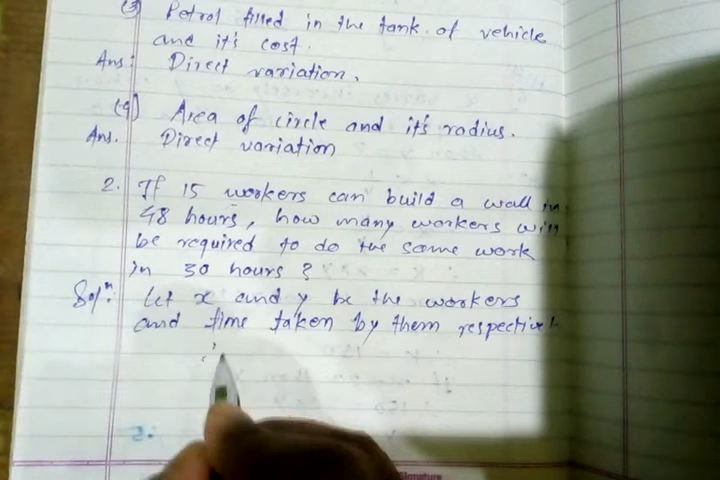 (3) Petrol filled in the tank of vehicle
and it's cost.
Ans: Direct variation.
(4) Area of circle and it's radius.
Ans. Direct variation
2. If 15 workers can build a wall in
48 hours, how many workers will
be required to do the same work
in 30 hours ?
Solⁿ: Let x and y be the workers
and time taken by them respectivel
Signature